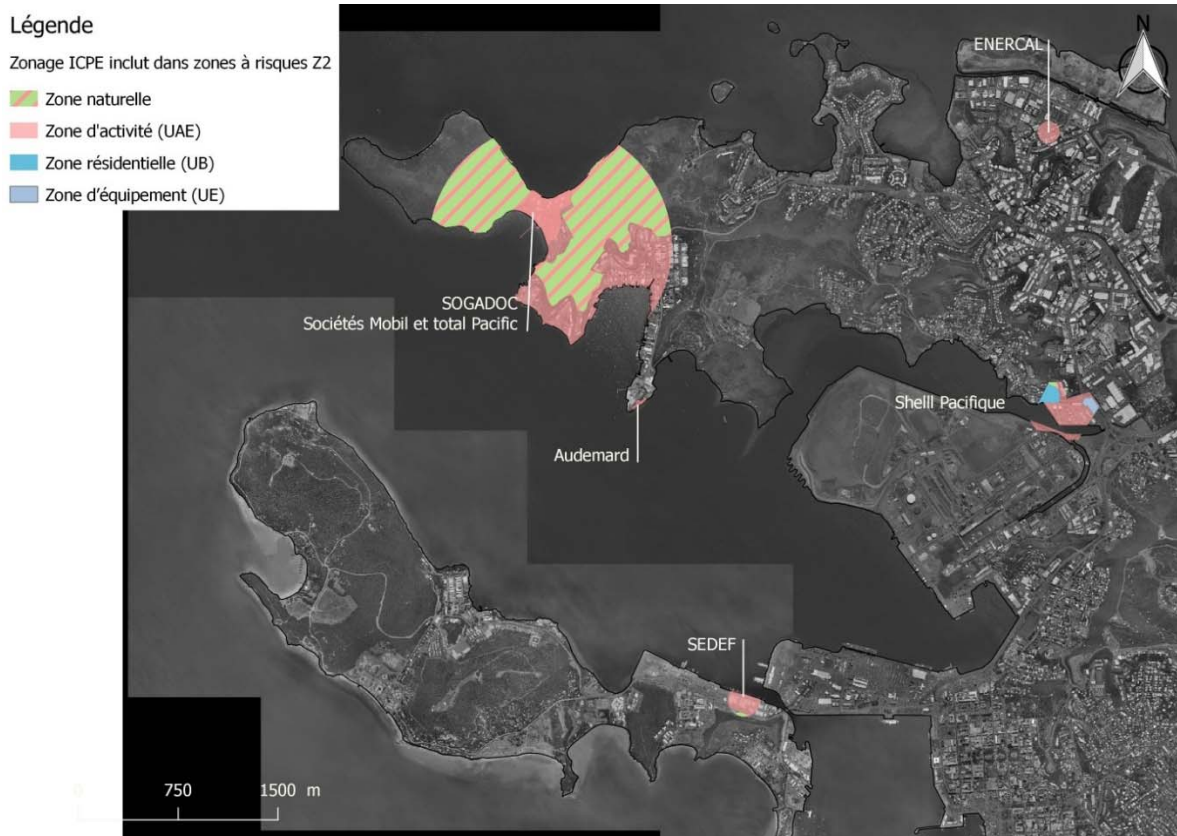 Légende
Zonage ICPE inclut dans zones à risques Z2
Zone naturelle
Zone d'activité (UAE)
Zone résidentielle (UB)
Zone d'équipement (UE)
N
ENERCAL
SOGADOC
Sociétés Mobil et total Pacific
Shelll Pacifique
Audemard
SEDEF
0 750 1500 m